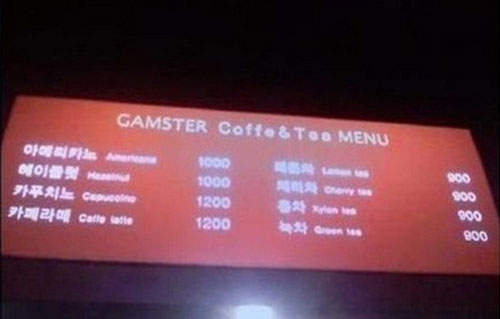 GAMSTER Coffe & Tea MENU
아메리카노 Americano 1000
헤이즐넛 Hazelnut 1000
카푸치노 Capuccino 1200
카페라떼 Caffe latte 1200
레몬차 Lemon tea 900
체리차 Cherry tea 900
홍차 Xylon tea 900
녹차 Green tea 900